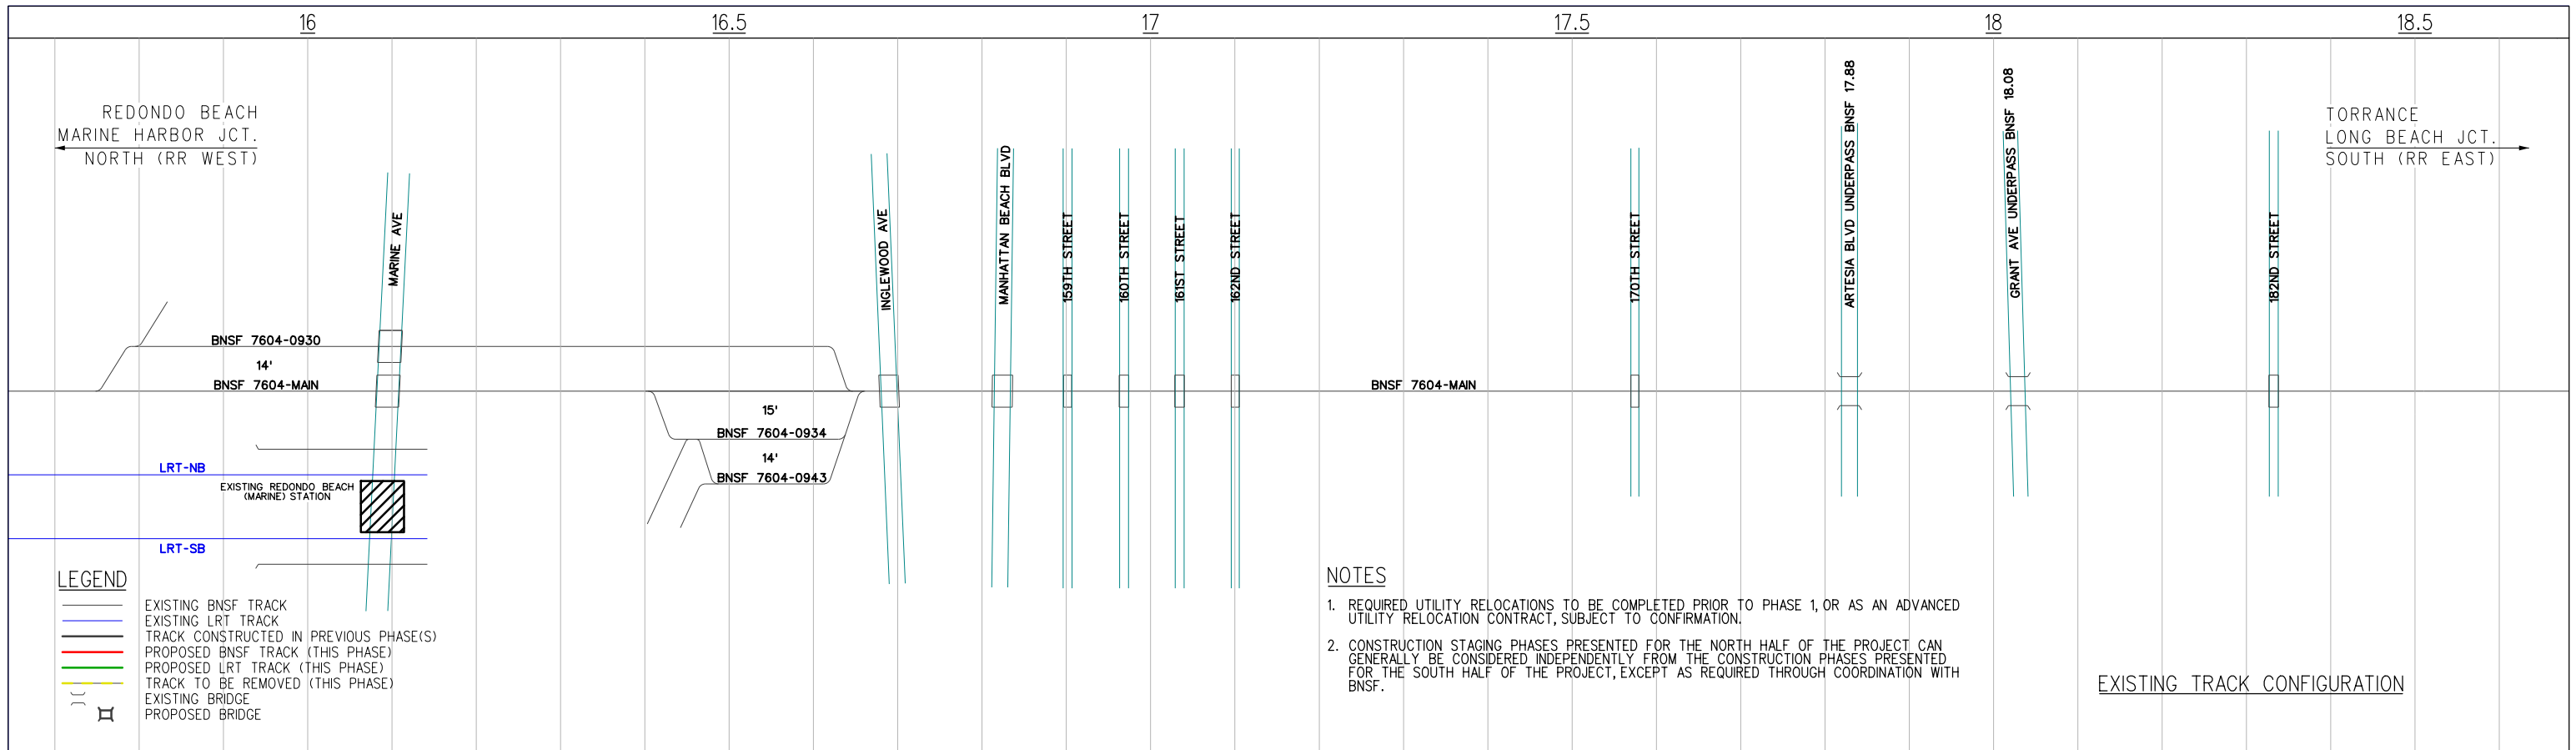 16
16.5
17
17.5
18
18.5
REDONDO BEACH
MARINE HARBOR JCT.
NORTH (RR WEST)
TORRANCE
LONG BEACH JCT.
SOUTH (RR EAST)
MARINE AVE
INGLEWOOD AVE
MANHATTAN BEACH BLVD
159TH STREET
160TH STREET
161ST STREET
162ND STREET
170TH STREET
ARTESIA BLVD UNDERPASS BNSF 17.88
GRANT AVE UNDERPASS BNSF 18.08
182ND STREET
BNSF 7604-0930
14'
BNSF 7604-MAIN
BNSF 7604-MAIN
15'
BNSF 7604-0934
14'
BNSF 7604-0943
LRT-NB
EXISTING REDONDO BEACH
(MARINE) STATION
LRT-SB
LEGEND
EXISTING BNSF TRACK
EXISTING LRT TRACK
TRACK CONSTRUCTED IN PREVIOUS PHASE(S)
PROPOSED BNSF TRACK (THIS PHASE)
PROPOSED LRT TRACK (THIS PHASE)
TRACK TO BE REMOVED (THIS PHASE)
EXISTING BRIDGE
PROPOSED BRIDGE
NOTES
1. REQUIRED UTILITY RELOCATIONS TO BE COMPLETED PRIOR TO PHASE 1, OR AS AN ADVANCED
UTILITY RELOCATION CONTRACT, SUBJECT TO CONFIRMATION.
2. CONSTRUCTION STAGING PHASES PRESENTED FOR THE NORTH HALF OF THE PROJECT CAN
GENERALLY BE CONSIDERED INDEPENDENTLY FROM THE CONSTRUCTION PHASES PRESENTED
FOR THE SOUTH HALF OF THE PROJECT, EXCEPT AS REQUIRED THROUGH COORDINATION WITH
BNSF.
EXISTING TRACK CONFIGURATION